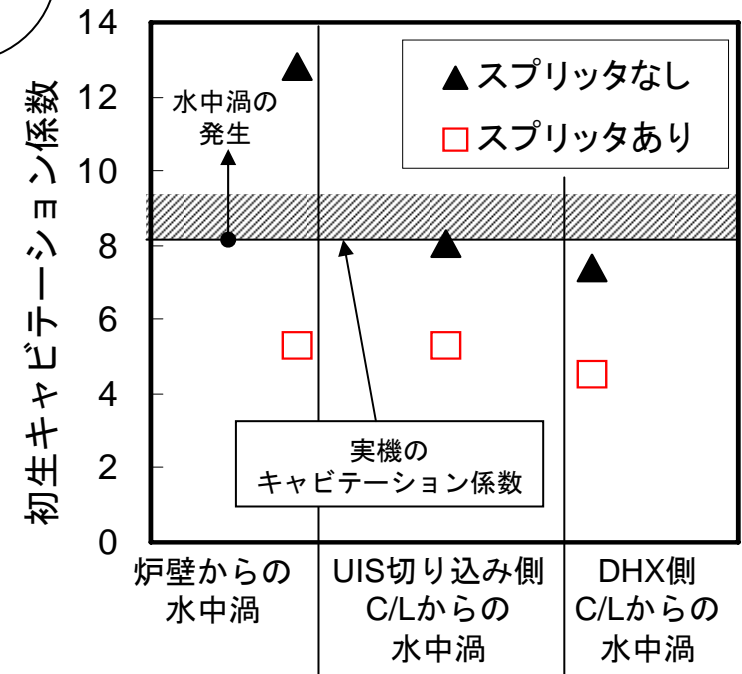 14
12
10
8
6
4
2
0
初生キャビテーション係数
水中渦の
発生
▲ スプリッタなし
□ スプリッタあり
実機の
キャビテーション係数
炉壁からの
水中渦
UIS切り込み側
C/Lからの
水中渦
DHX側
C/Lからの
水中渦